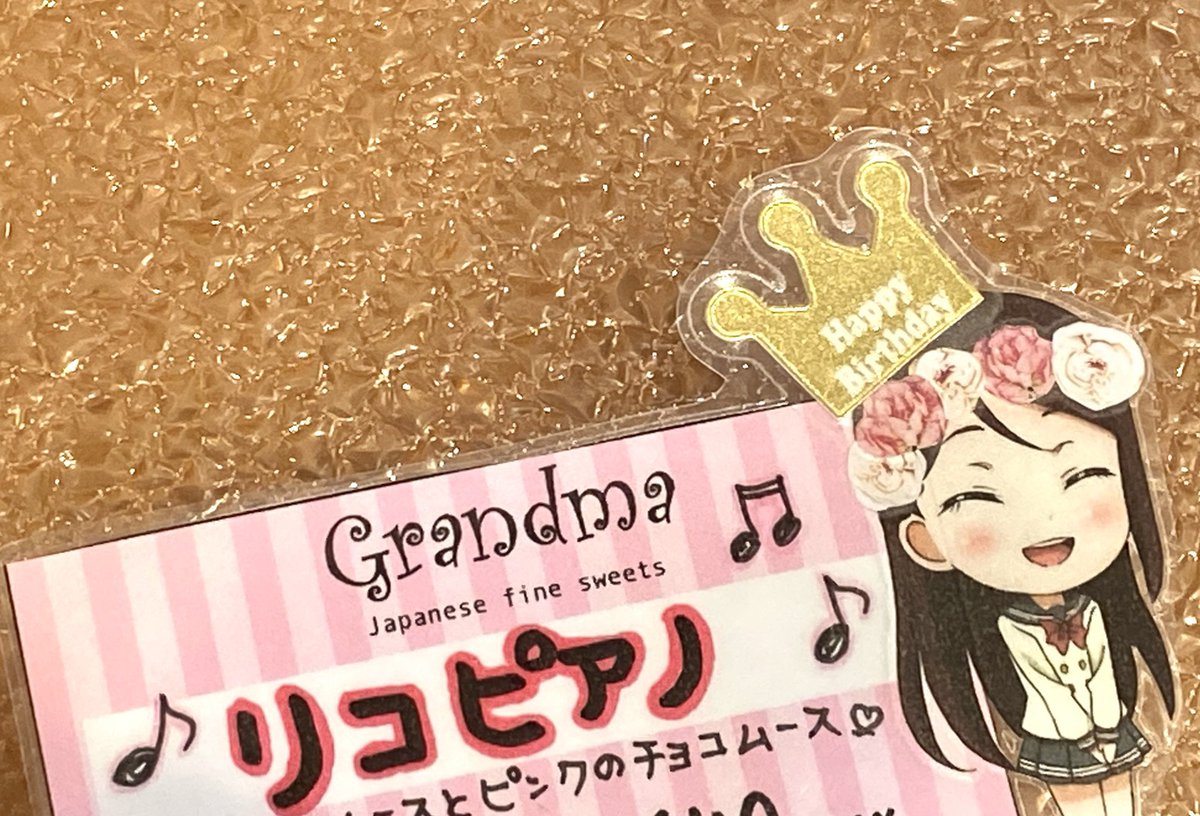 Happy
Birthday
Grandma
Japanese fine sweets
リコピアノ
スとピンクのチョコムース♡